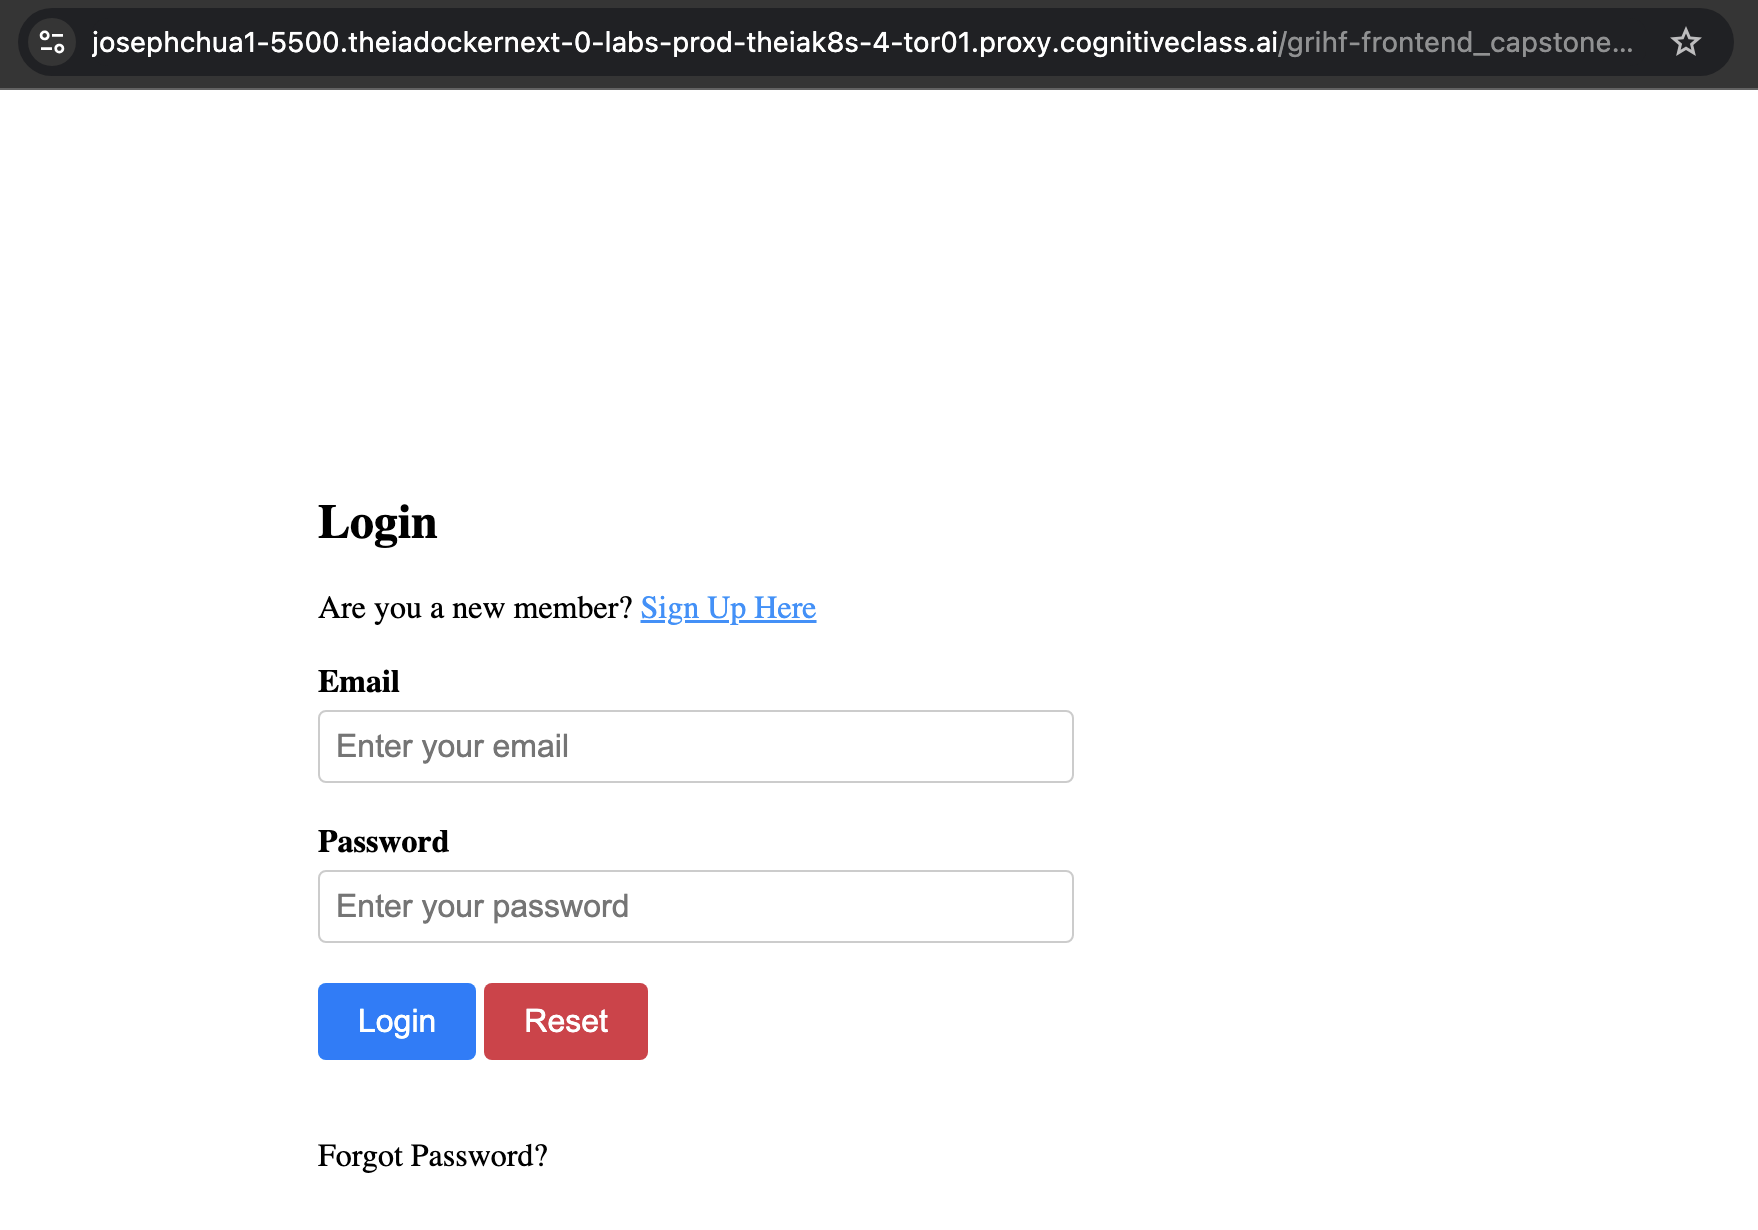 josephchua1-5500.theiadockernext-0-labs-prod-theiak8s-4-tor01.proxy.cognitiveclass.ai/grihf-frontend_capstone...
Login
Are you a new member? Sign Up Here
Email
Enter your email
Password
Enter your password
Login Reset
Forgot Password?